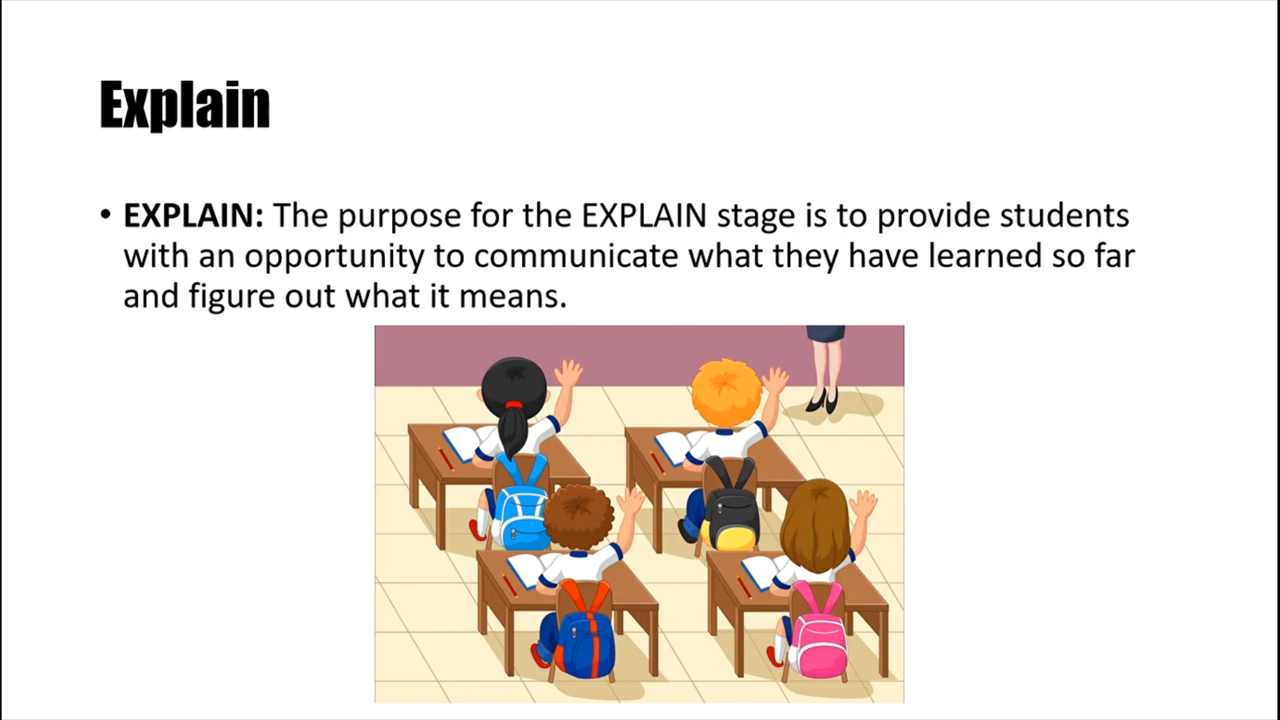 Explain
• EXPLAIN: The purpose for the EXPLAIN stage is to provide students
with an opportunity to communicate what they have learned so far
and figure out what it means.